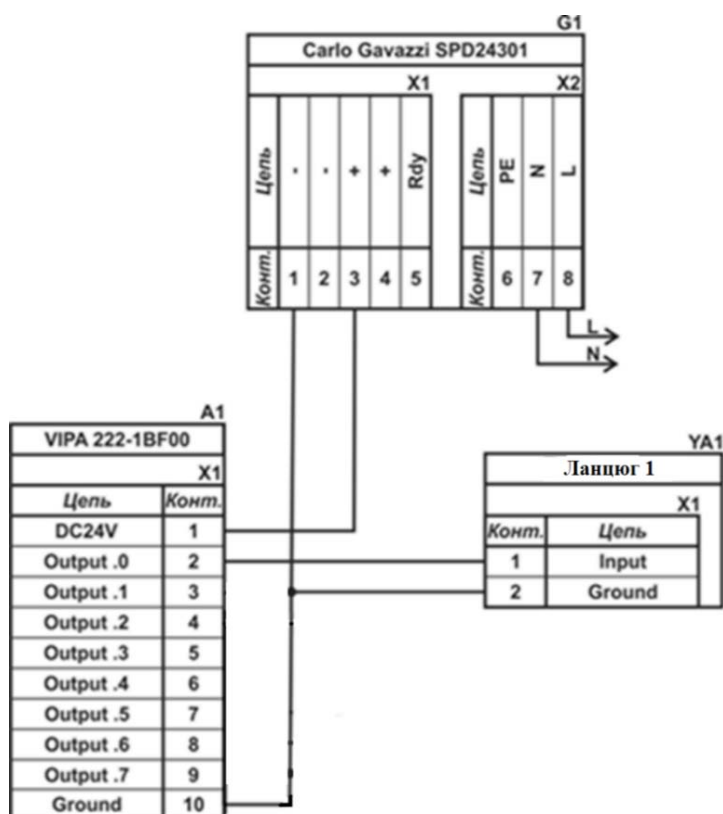 G1
Carlo Gavazzi SPD24301
X1 X2
Цепь - - + + Rdy Цепь PE N L
Конт. 1 2 3 4 5 Конт. 6 7 8
L
N
A1
VIPA 222-1BF00
X1
Цепь Конт.
DC24V 1
Output .0 2
Output .1 3
Output .2 4
Output .3 5
Output .4 6
Output .5 7
Output .6 8
Output .7 9
Ground 10
YA1
Ланцюг 1
X1
Конт. Цепь
1 Input
2 Ground